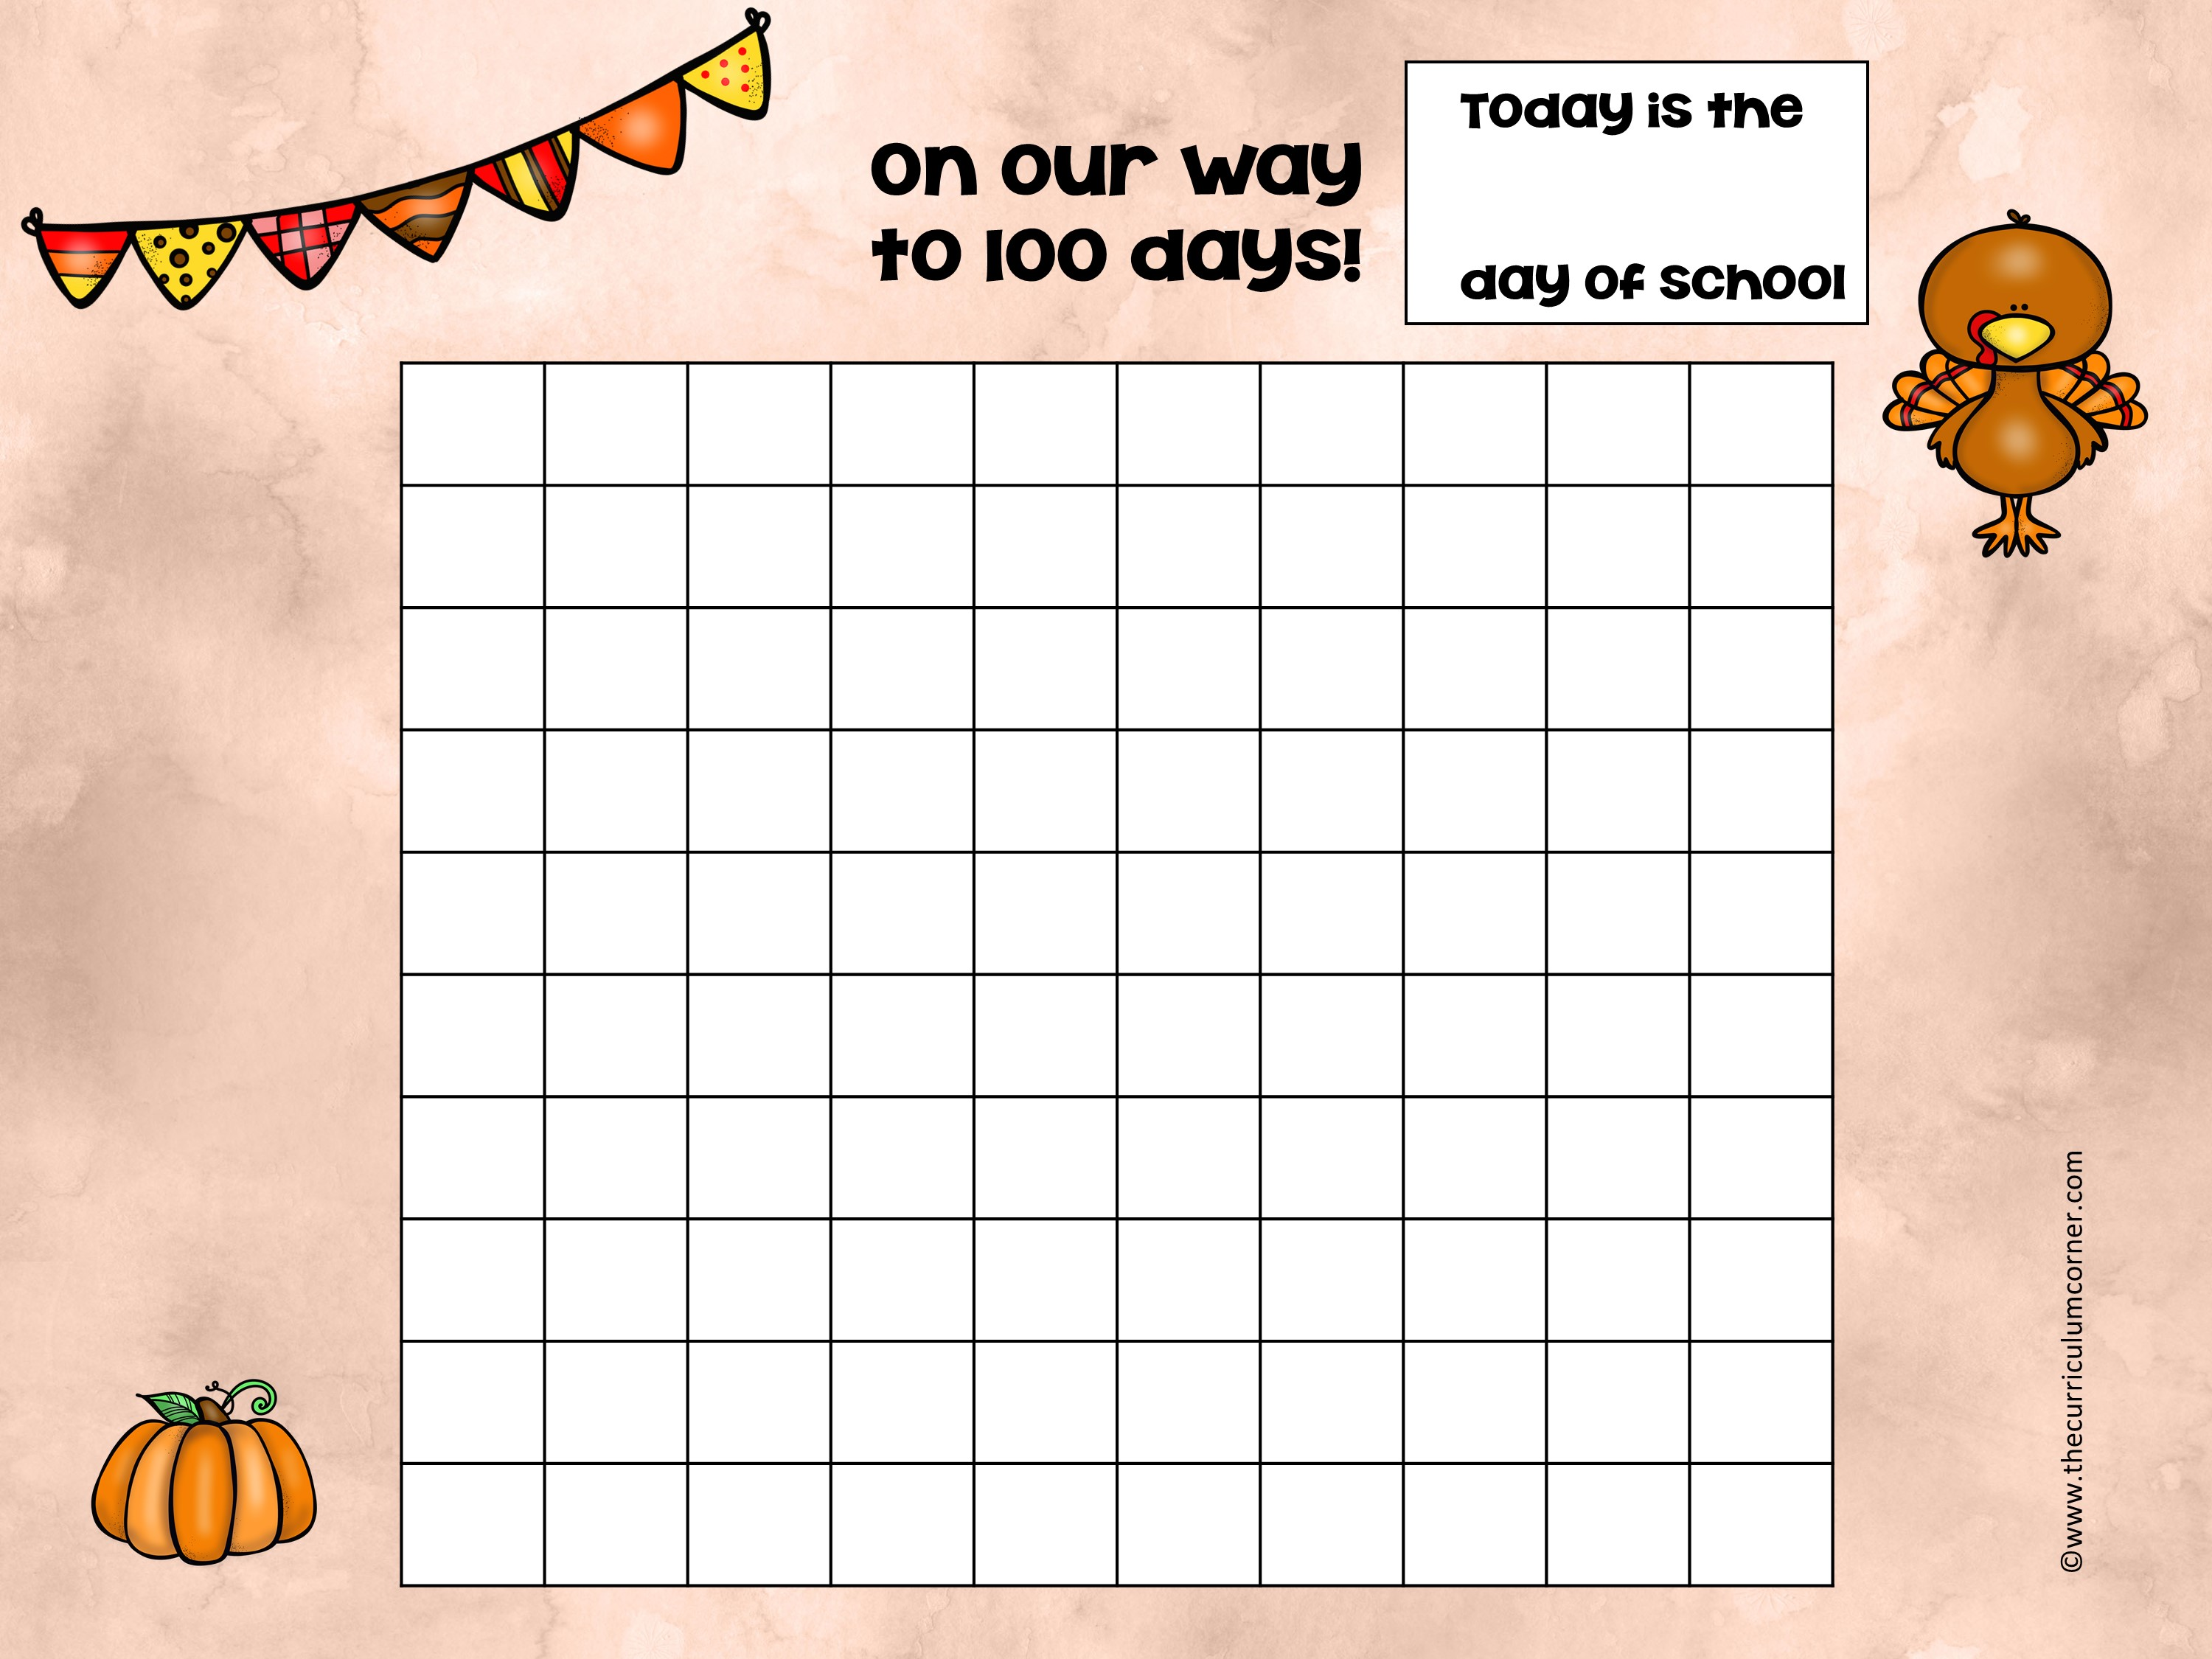 on our way
to 100 days!
Today is the
day of school
©www.thecurriculumcorner.com